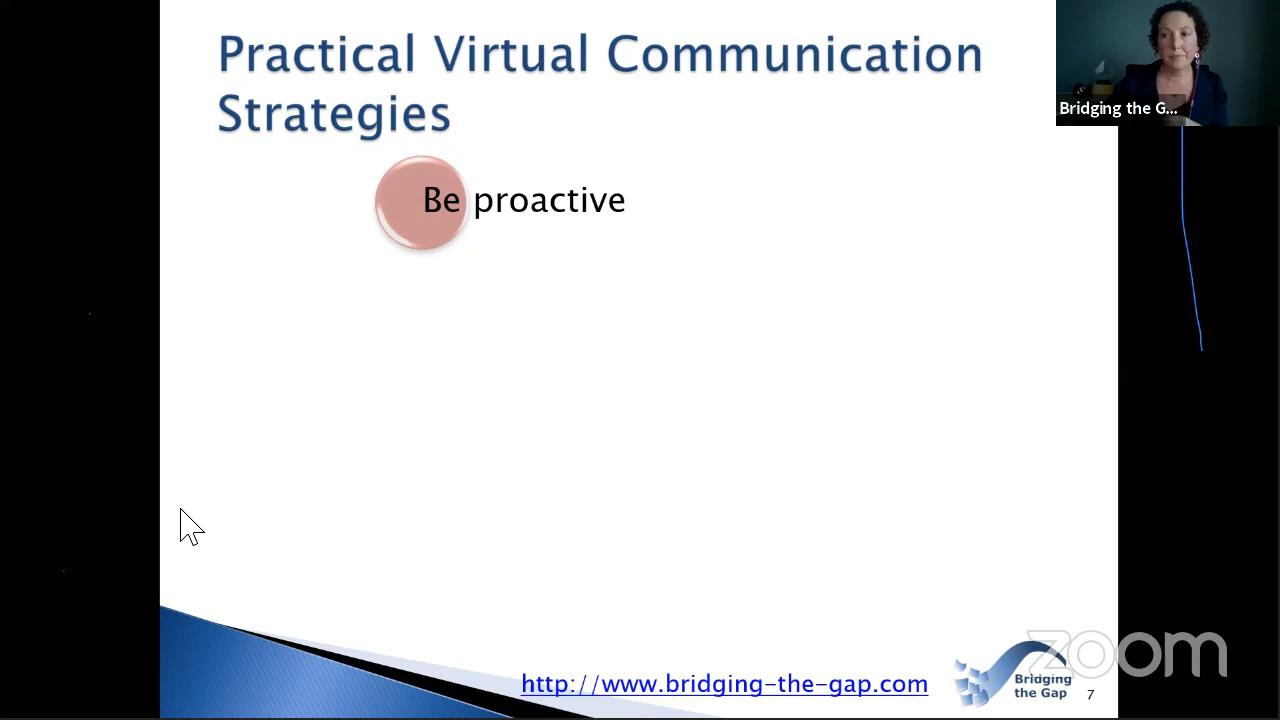 Practical Virtual Communication
Strategies
Bridging the G...
Be proactive
http://www.bridging-the-gap.com
Bridging
the Gap
7
zoom